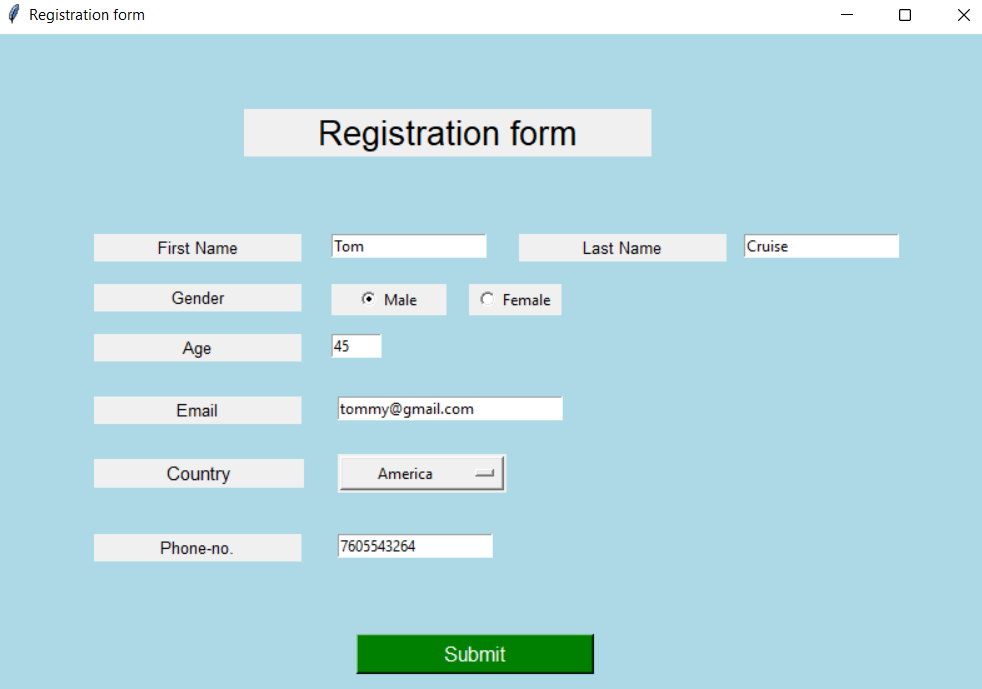 Registration form
Registration form
First Name Tom Last Name Cruise
Gender Male Female
Age 45
Email tommy@gmail.com
Country America
Phone-no. 7605543264
Submit